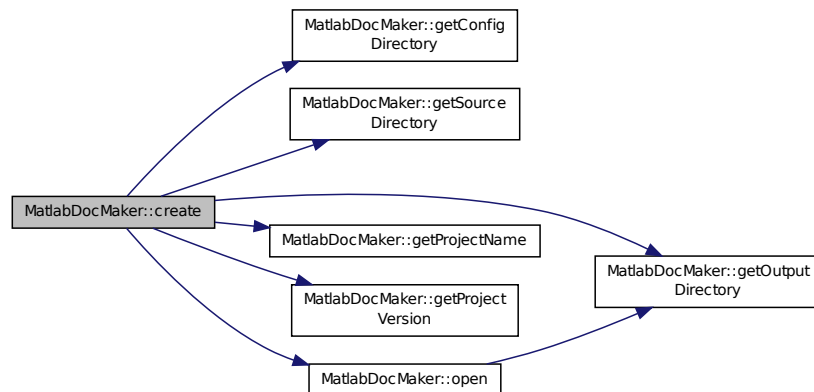 MatlabDocMaker::getConfig
Directory
MatlabDocMaker::getSource
Directory
MatlabDocMaker::create
MatlabDocMaker::getProjectName
MatlabDocMaker::getOutput
Directory
MatlabDocMaker::getProject
Version
MatlabDocMaker::open